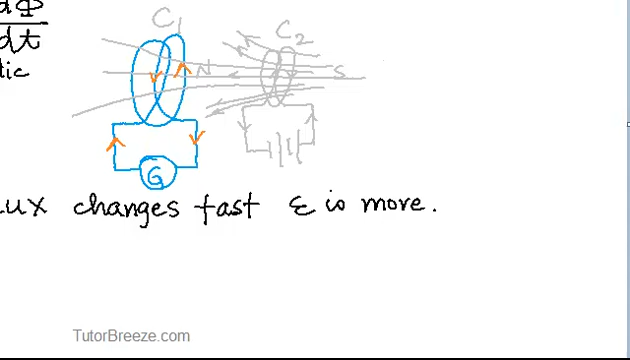 dΦ
dt
C1
C2
tic
N
S
G
ux changes fast ε is more.
TutorBreeze.com